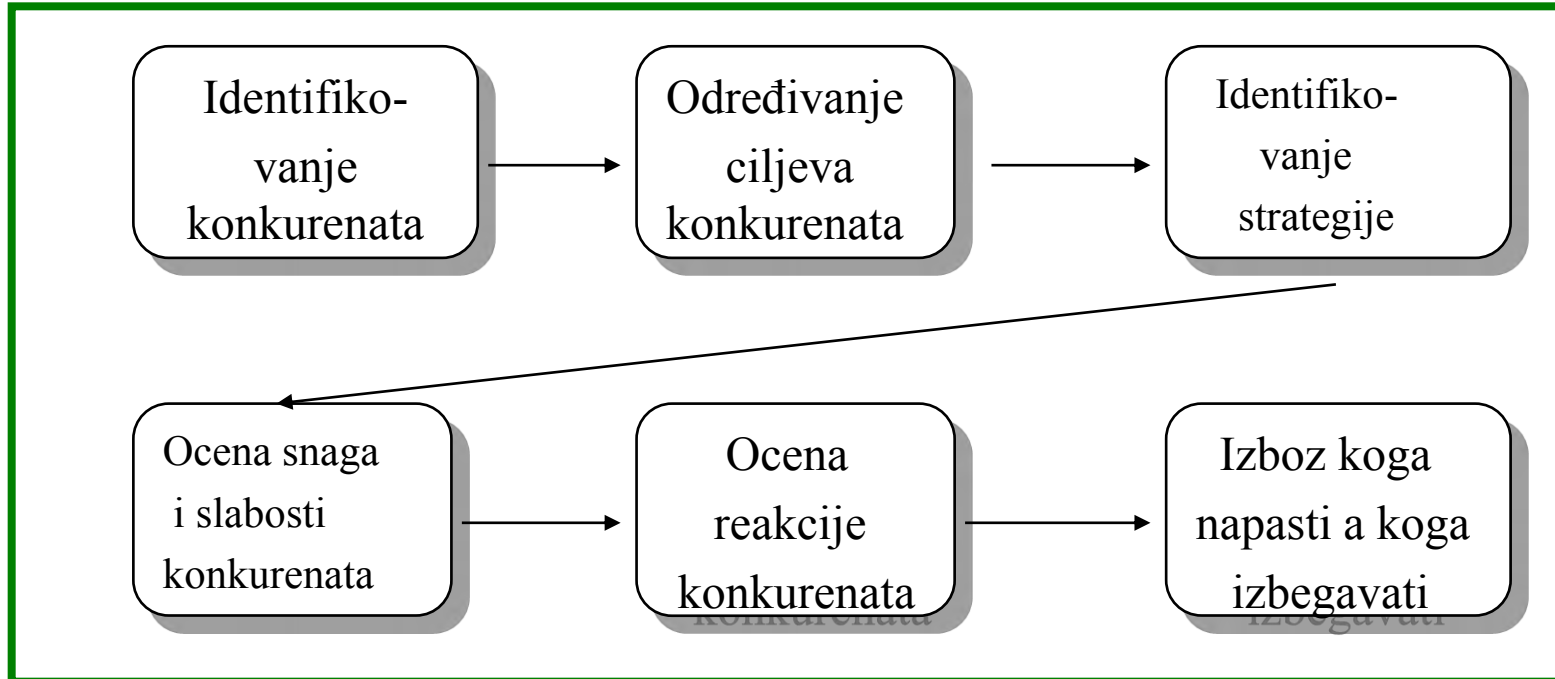 Identifiko-
vanje
konkurenata
Određivanje
ciljeva
konkurenata
Identifiko-
vanje
strategije
Ocena snaga
i slabosti
konkurenata
Ocena
reakcije
konkurenata
Izboz koga
napasti a koga
izbegavati